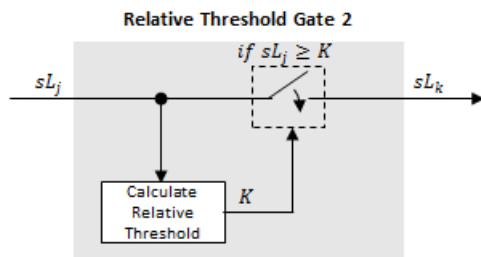 Relative Threshold Gate 2
if sL_j ≥ K
sL_j
sL_k
Calculate
Relative
Threshold
K